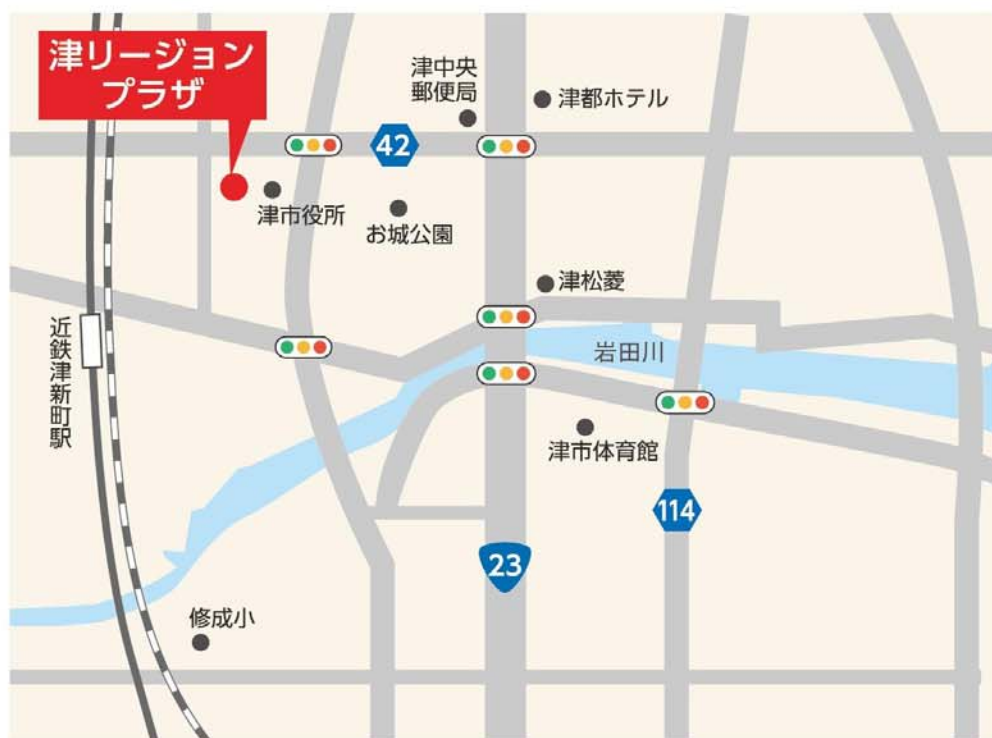 津リージョン
プラザ
津中央
郵便局
津都ホテル
42
津市役所
お城公園
津松菱
近鉄津新町駅
岩田川
津市体育館
114
23
修成小